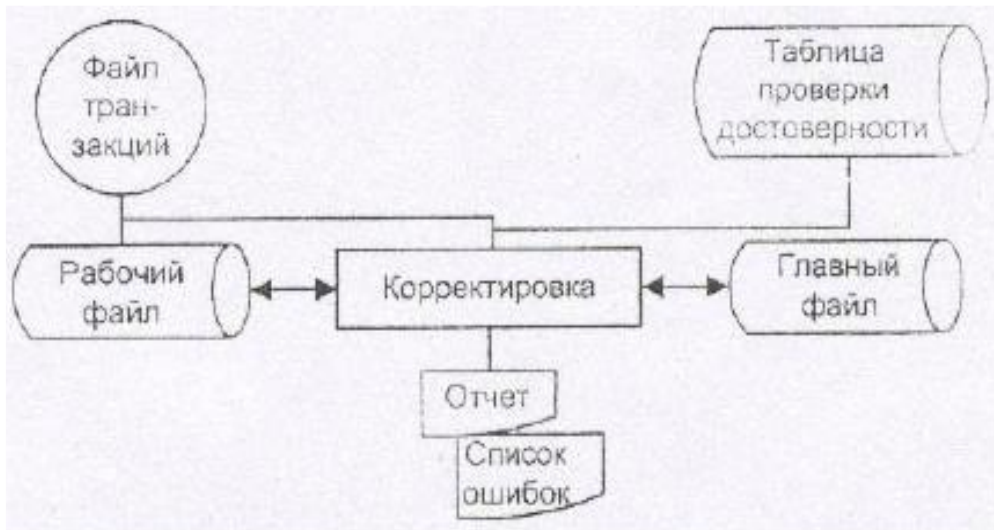 Файл
тран-
закций
Таблица
проверки
достоверности
Рабочий
файл
Корректировка
Главный
файл
Отчет
Список
ошибок